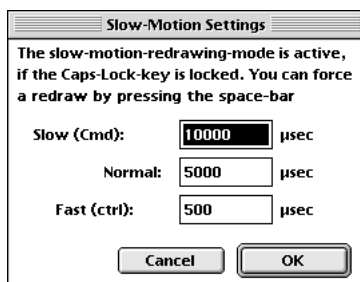 Slow-Motion Settings
The slow-motion-redrawing-mode is active,
if the Caps-Lock-key is locked. You can force
a redraw by pressing the space-bar
Slow (Cmd): 10000 µsec
Normal: 5000 µsec
Fast (ctrl): 500 µsec
Cancel OK